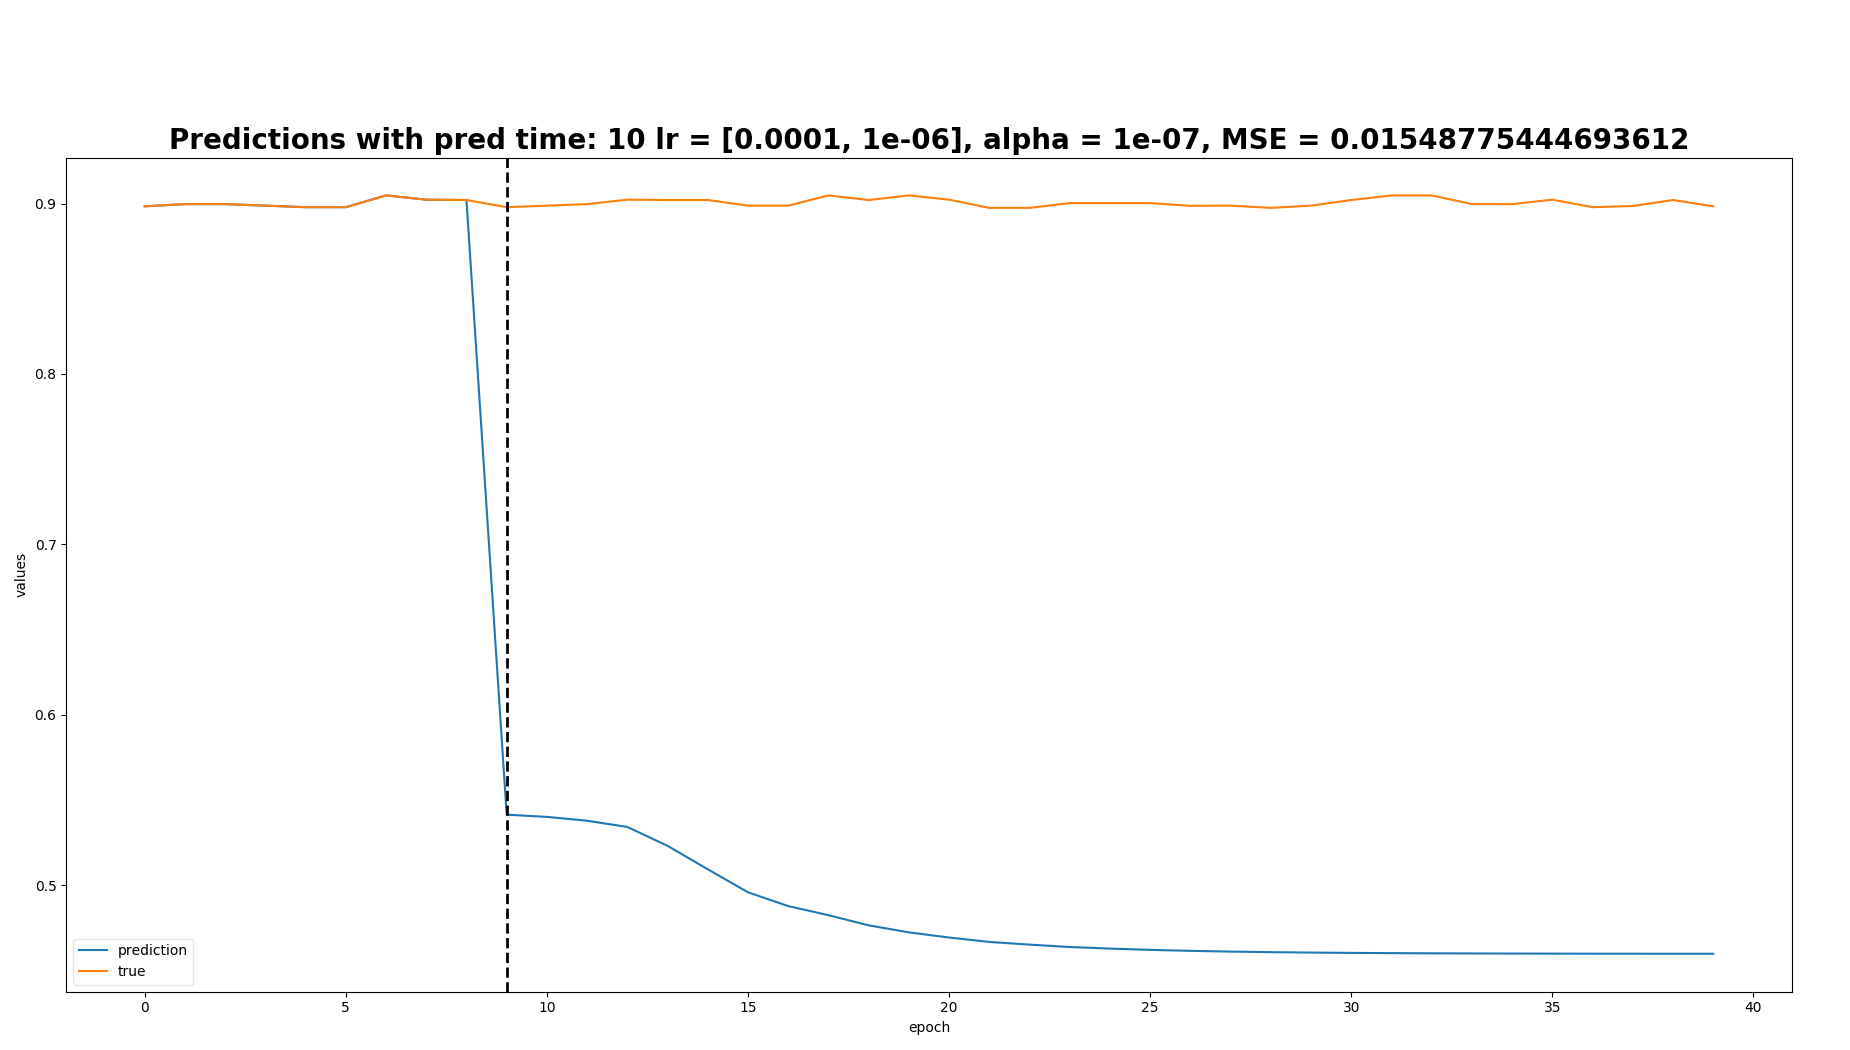 Predictions with pred time: 10 lr = [0.0001, 1e-06], alpha = 1e-07, MSE = 0.01548775444693612
0.9
0.8
0.7
0.6
0.5
values
prediction
true
0 5 10 15 20 25 30 35 40
epoch